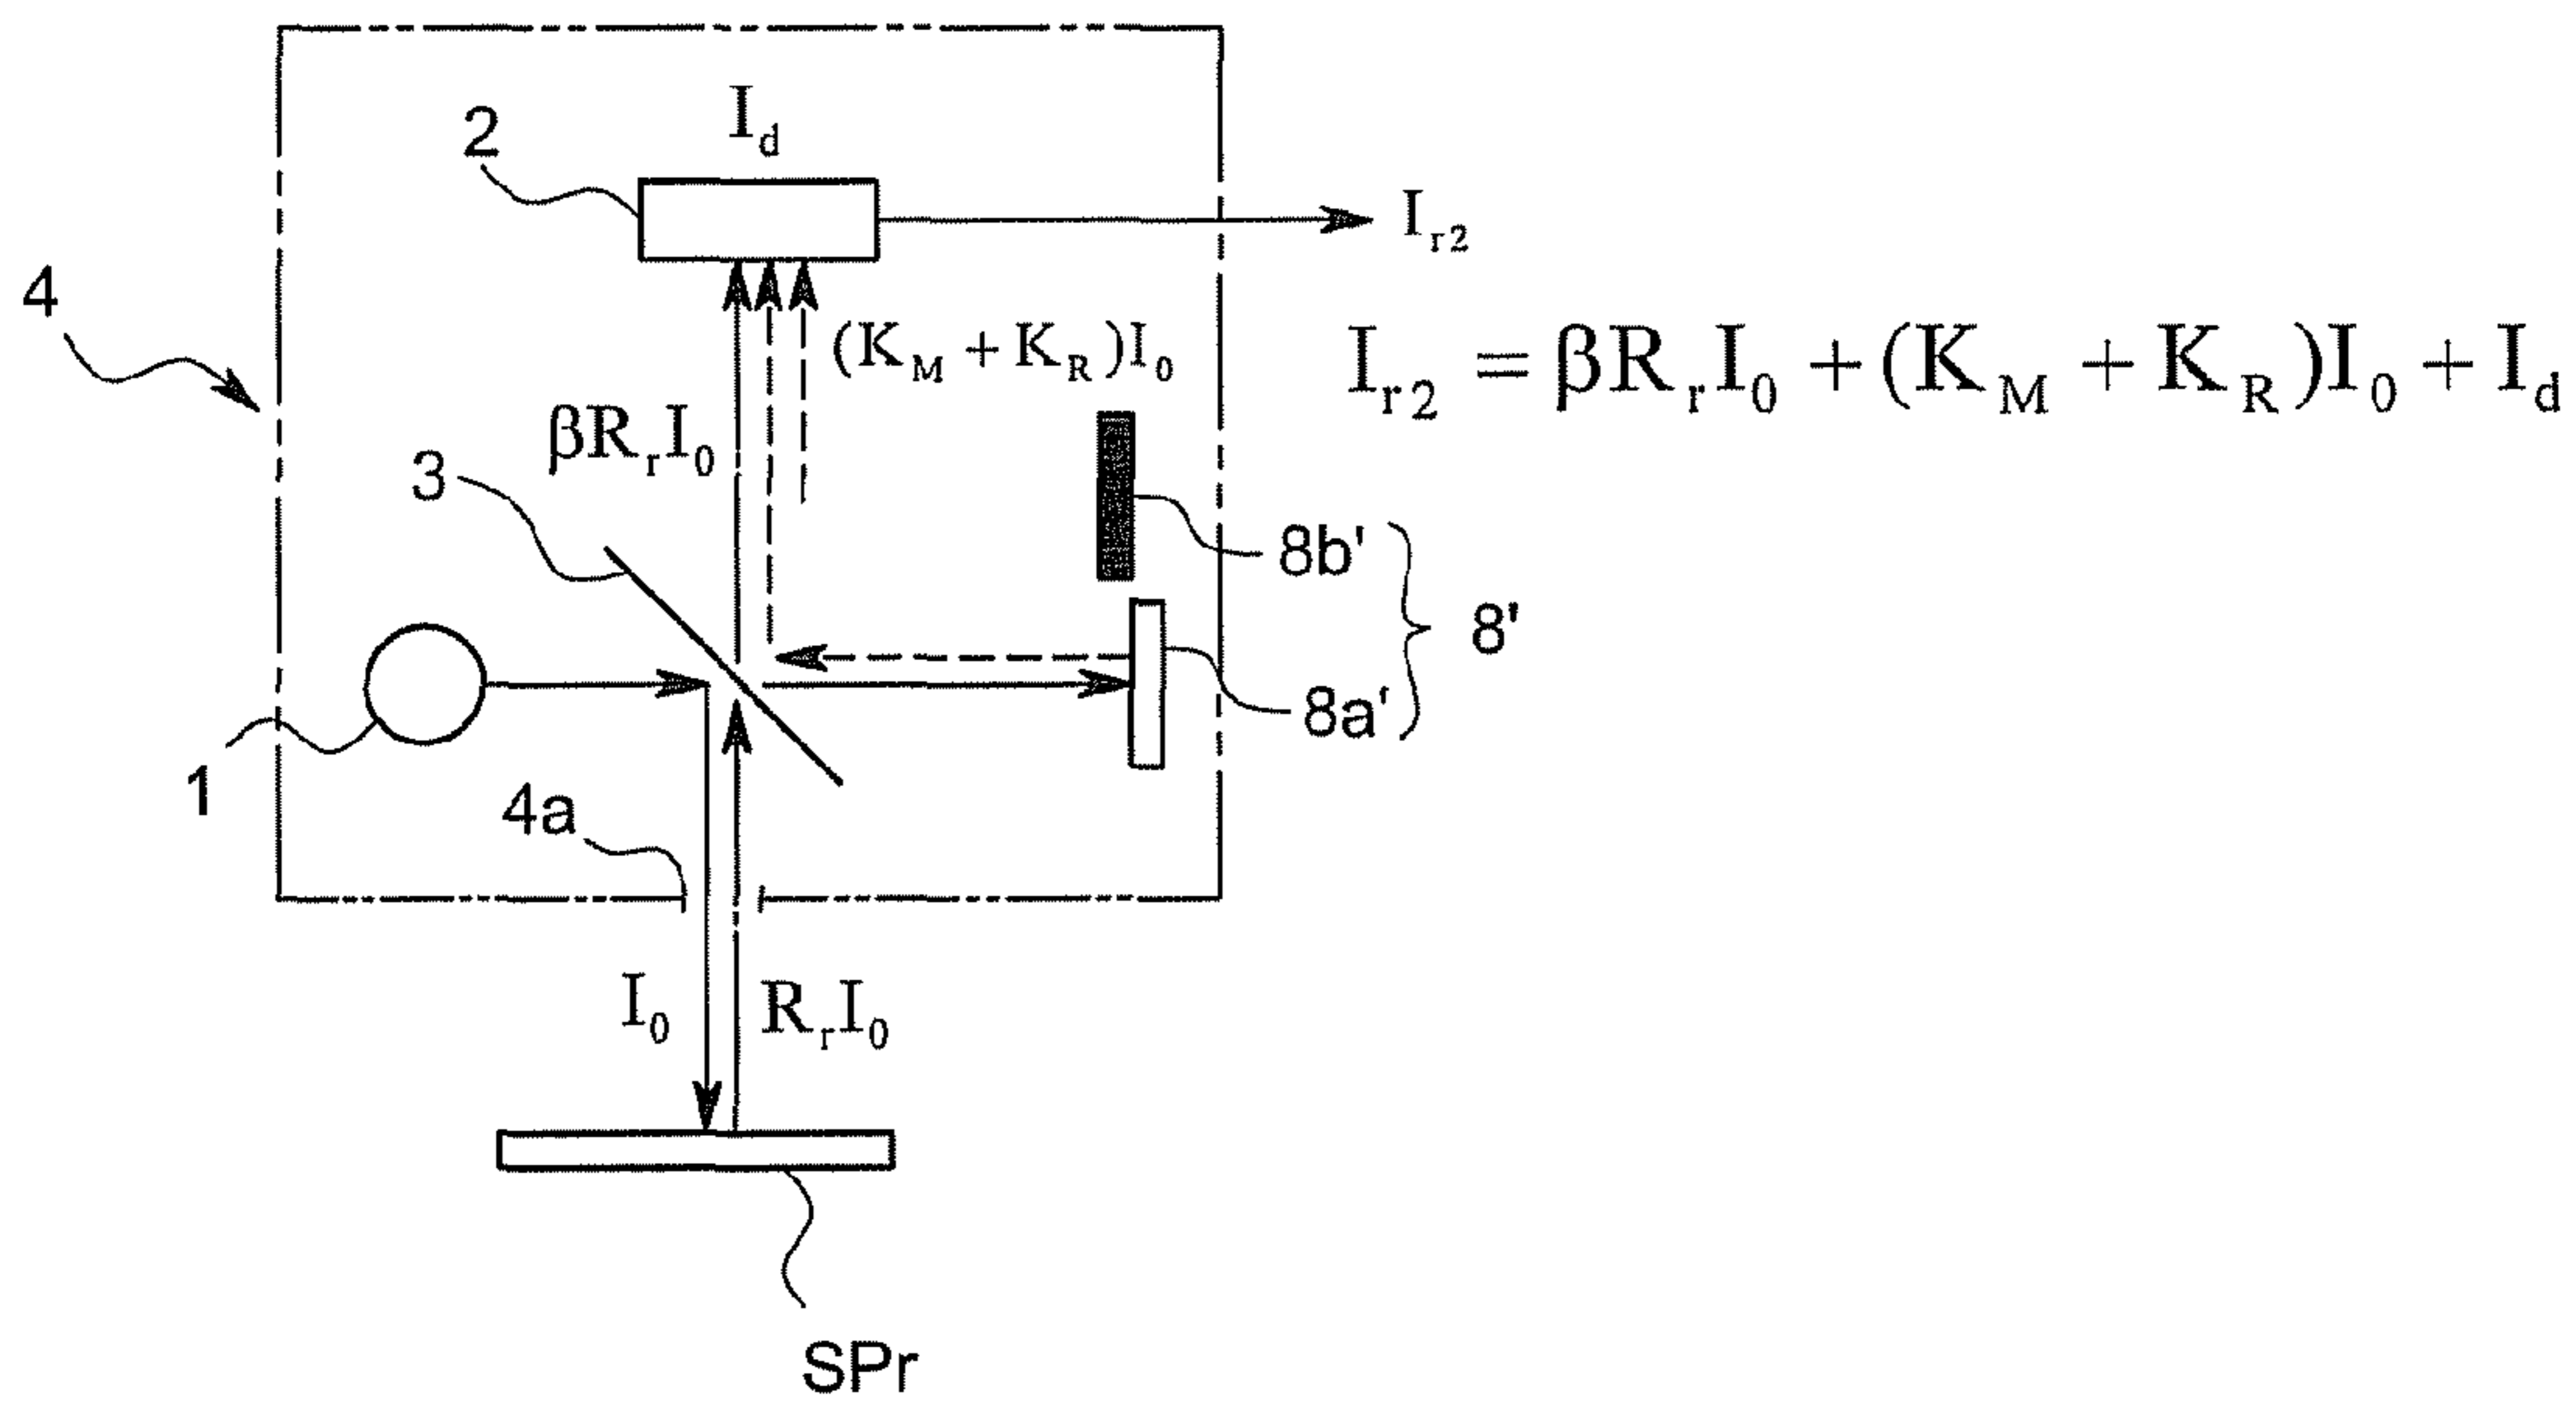 I_d
2
I_r2
4
(K_M + K_R)I_0
I_r2 = βR_rI_0 + (K_M + K_R)I_0 + I_d
βR_rI_0
3
8b'
8'
8a'
1
4a
I_0
R_rI_0
SPr